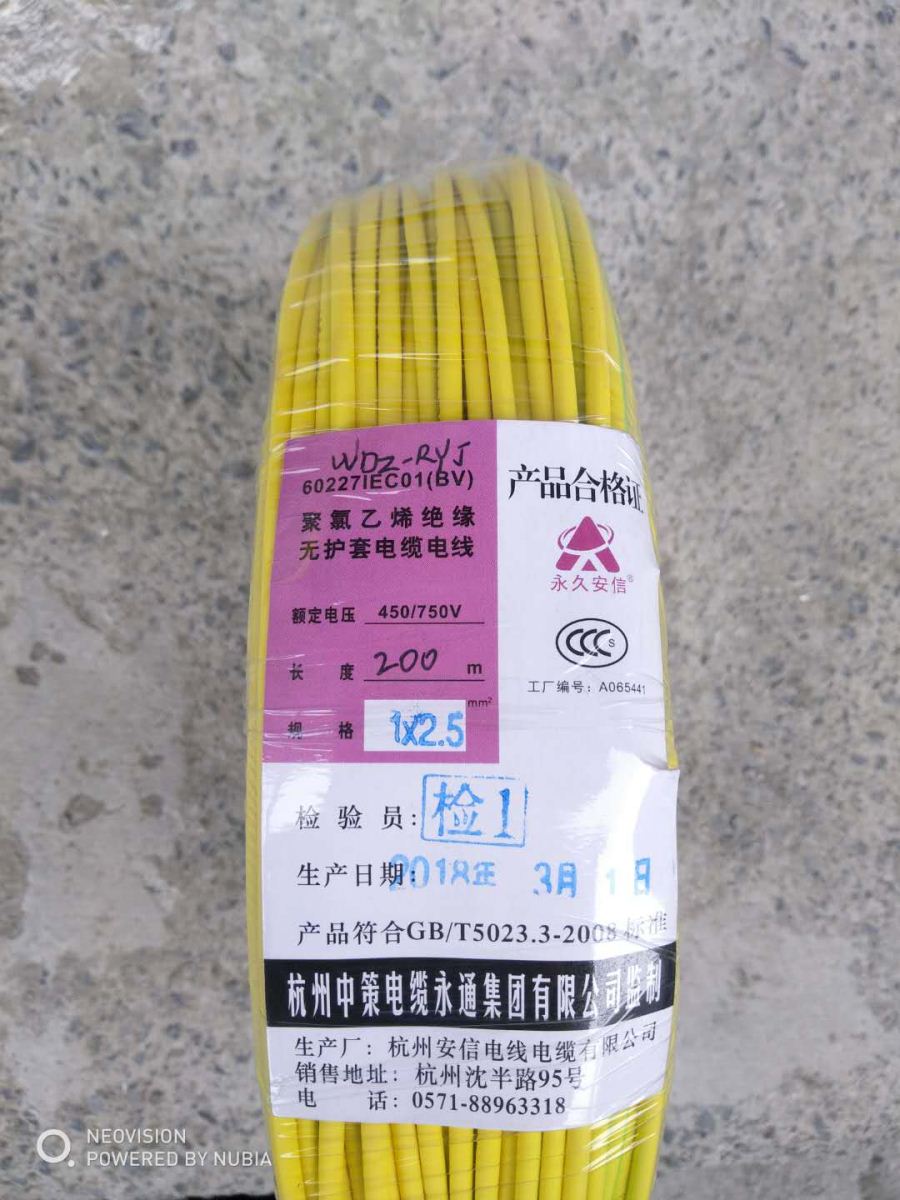 WDZ-RYJ
60227IEC01(BV)
聚氯乙烯绝缘
无护套电缆电线
额定电压 450/750V
长 度 200 m
规 格 1X2.5 mm²
产品合格证
永久安信®
CCC S
工厂编号：A065441
检 验 员：检1
生产日期：2018年 3月 1日
产品符合GB/T5023.3-2008 标准
杭州中策电缆永通集团有限公司监制
生产厂：杭州安信电线电缆有限公司
销售地址：杭州沈半路95号
电 话：0571-88963318
NEOVISION
POWERED BY NUBIA